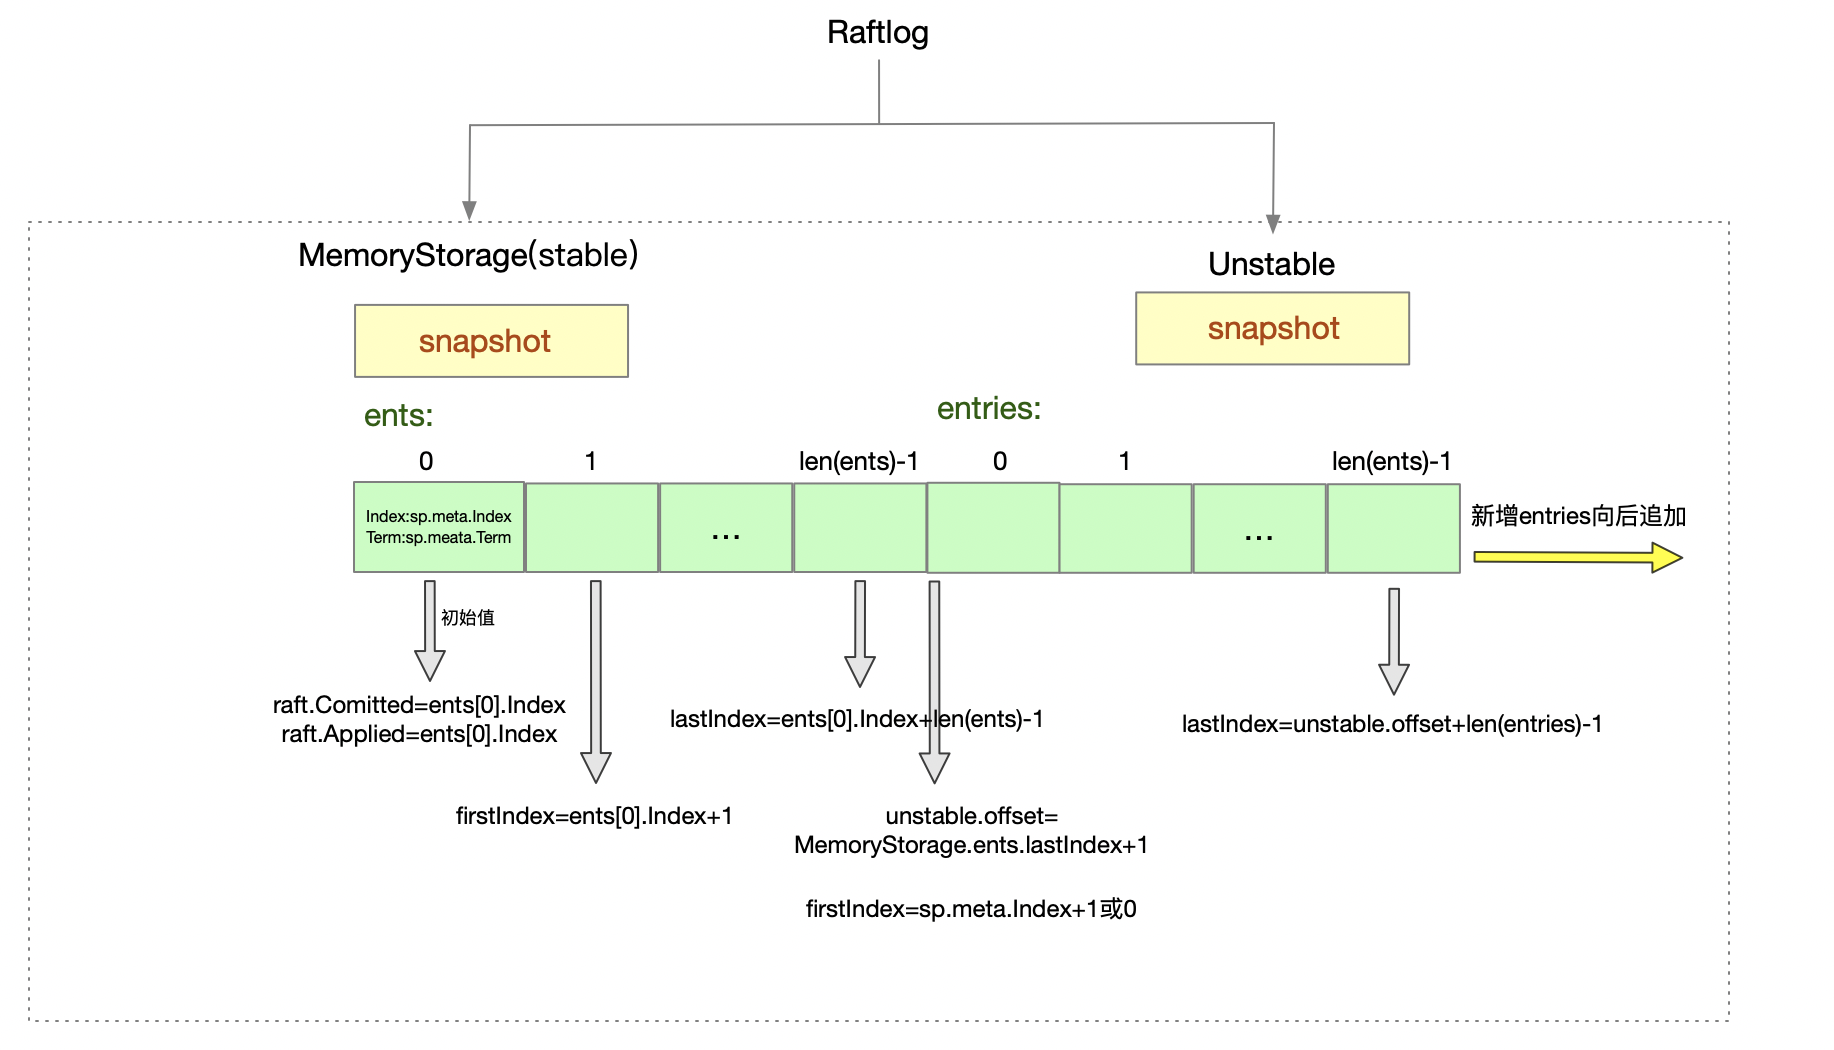 Raftlog
MemoryStorage(stable)
Unstable
snapshot
snapshot
ents:
entries:
0
1
len(ents)-1
0
1
len(ents)-1
Index:sp.meta.Index
Term:sp.meata.Term
...
...
新增entries向后追加
初始值
raft.Comitted=ents[0].Index
raft.Applied=ents[0].Index
lastIndex=ents[0].Index+len(ents)-1
lastIndex=unstable.offset+len(entries)-1
firstIndex=ents[0].Index+1
unstable.offset=
MemoryStorage.ents.lastIndex+1
firstIndex=sp.meta.Index+1或0